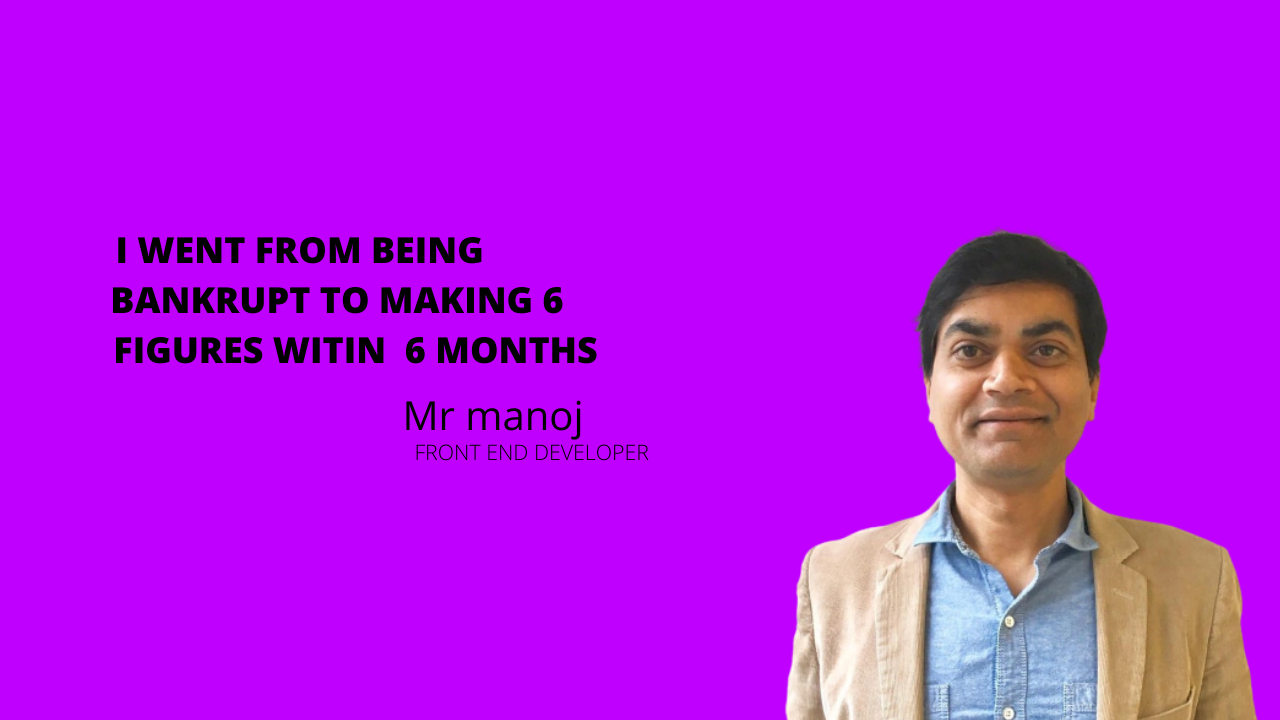 I WENT FROM BEING
BANKRUPT TO MAKING 6
FIGURES WITIN  6 MONTHS
Mr manoj
FRONT END DEVELOPER